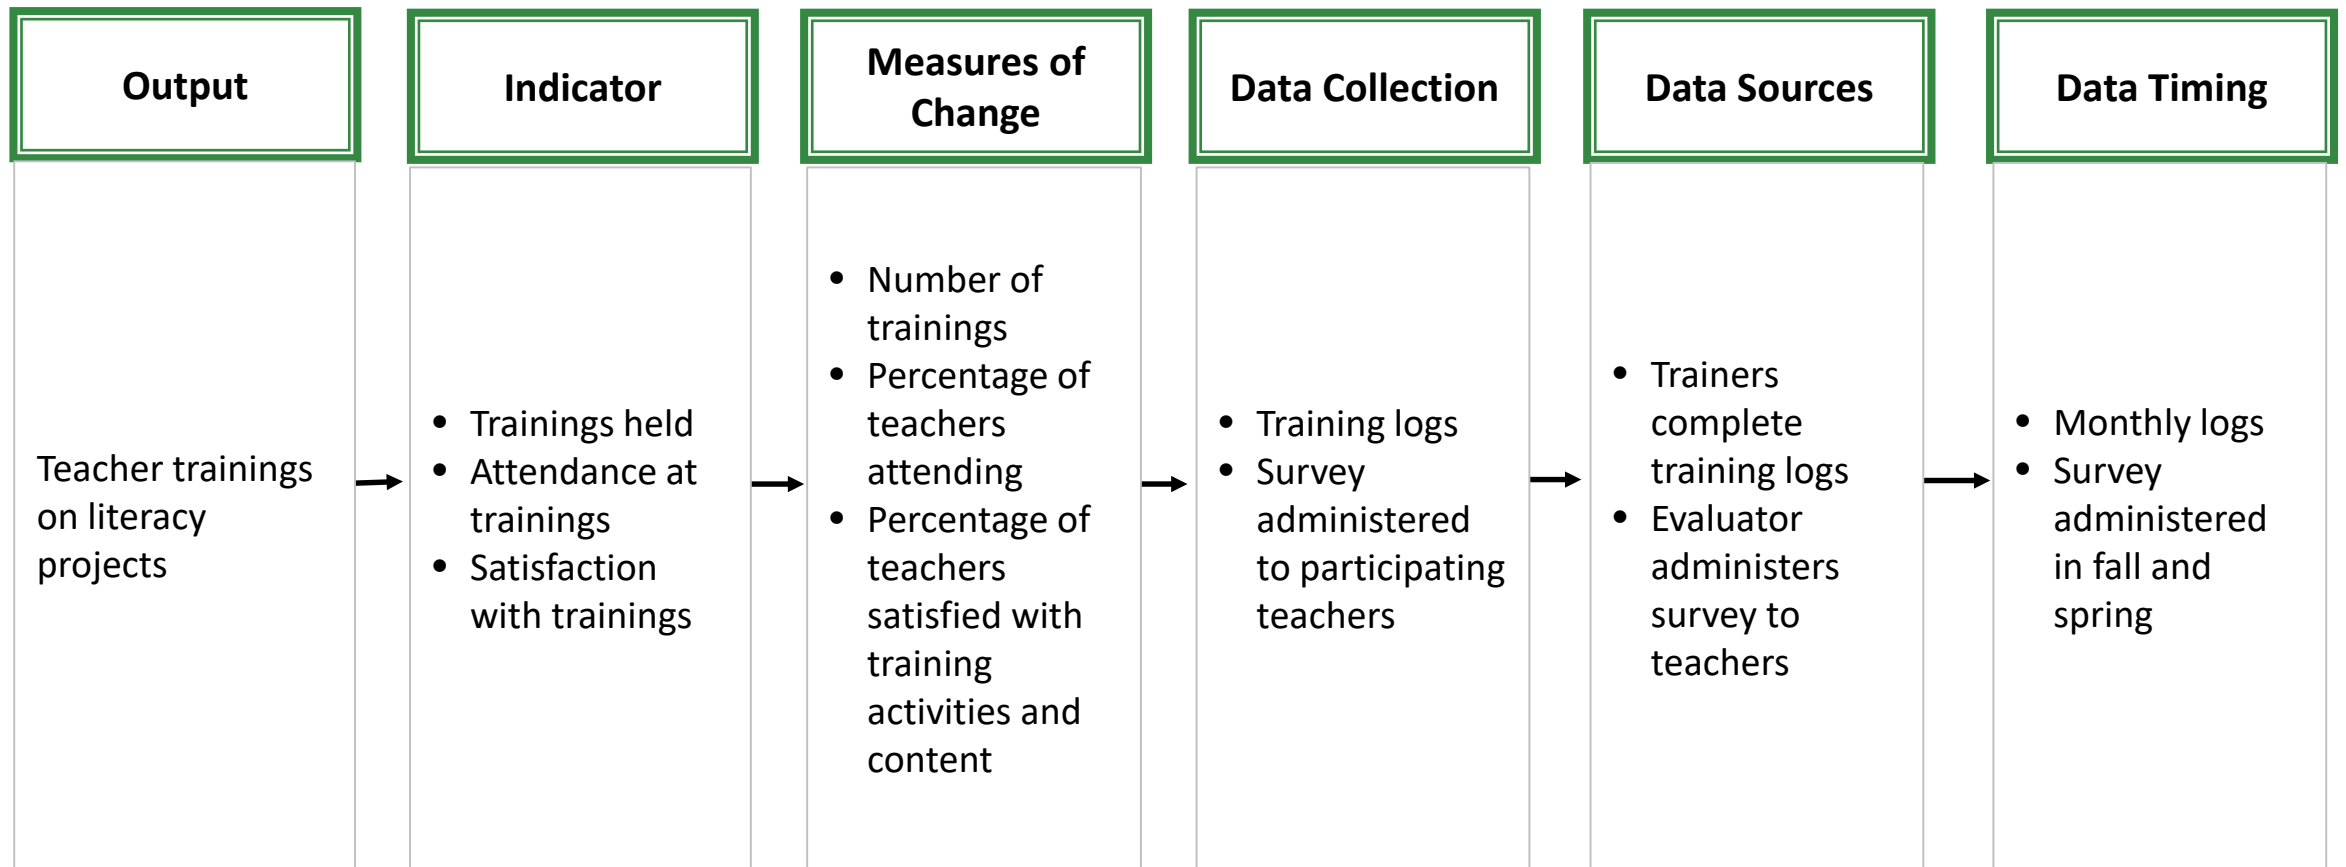 Output
Teacher trainings
on literacy
projects
Indicator
• Trainings held
• Attendance at
trainings
• Satisfaction
with trainings
Measures of
Change
• Number of
trainings
• Percentage of
teachers
attending
• Percentage of
teachers
satisfied with
training
activities and
content
Data Collection
• Training logs
• Survey
administered
to participating
teachers
Data Sources
• Trainers
complete
training logs
• Evaluator
administers
survey to
teachers
Data Timing
• Monthly logs
• Survey
administered
in fall and
spring